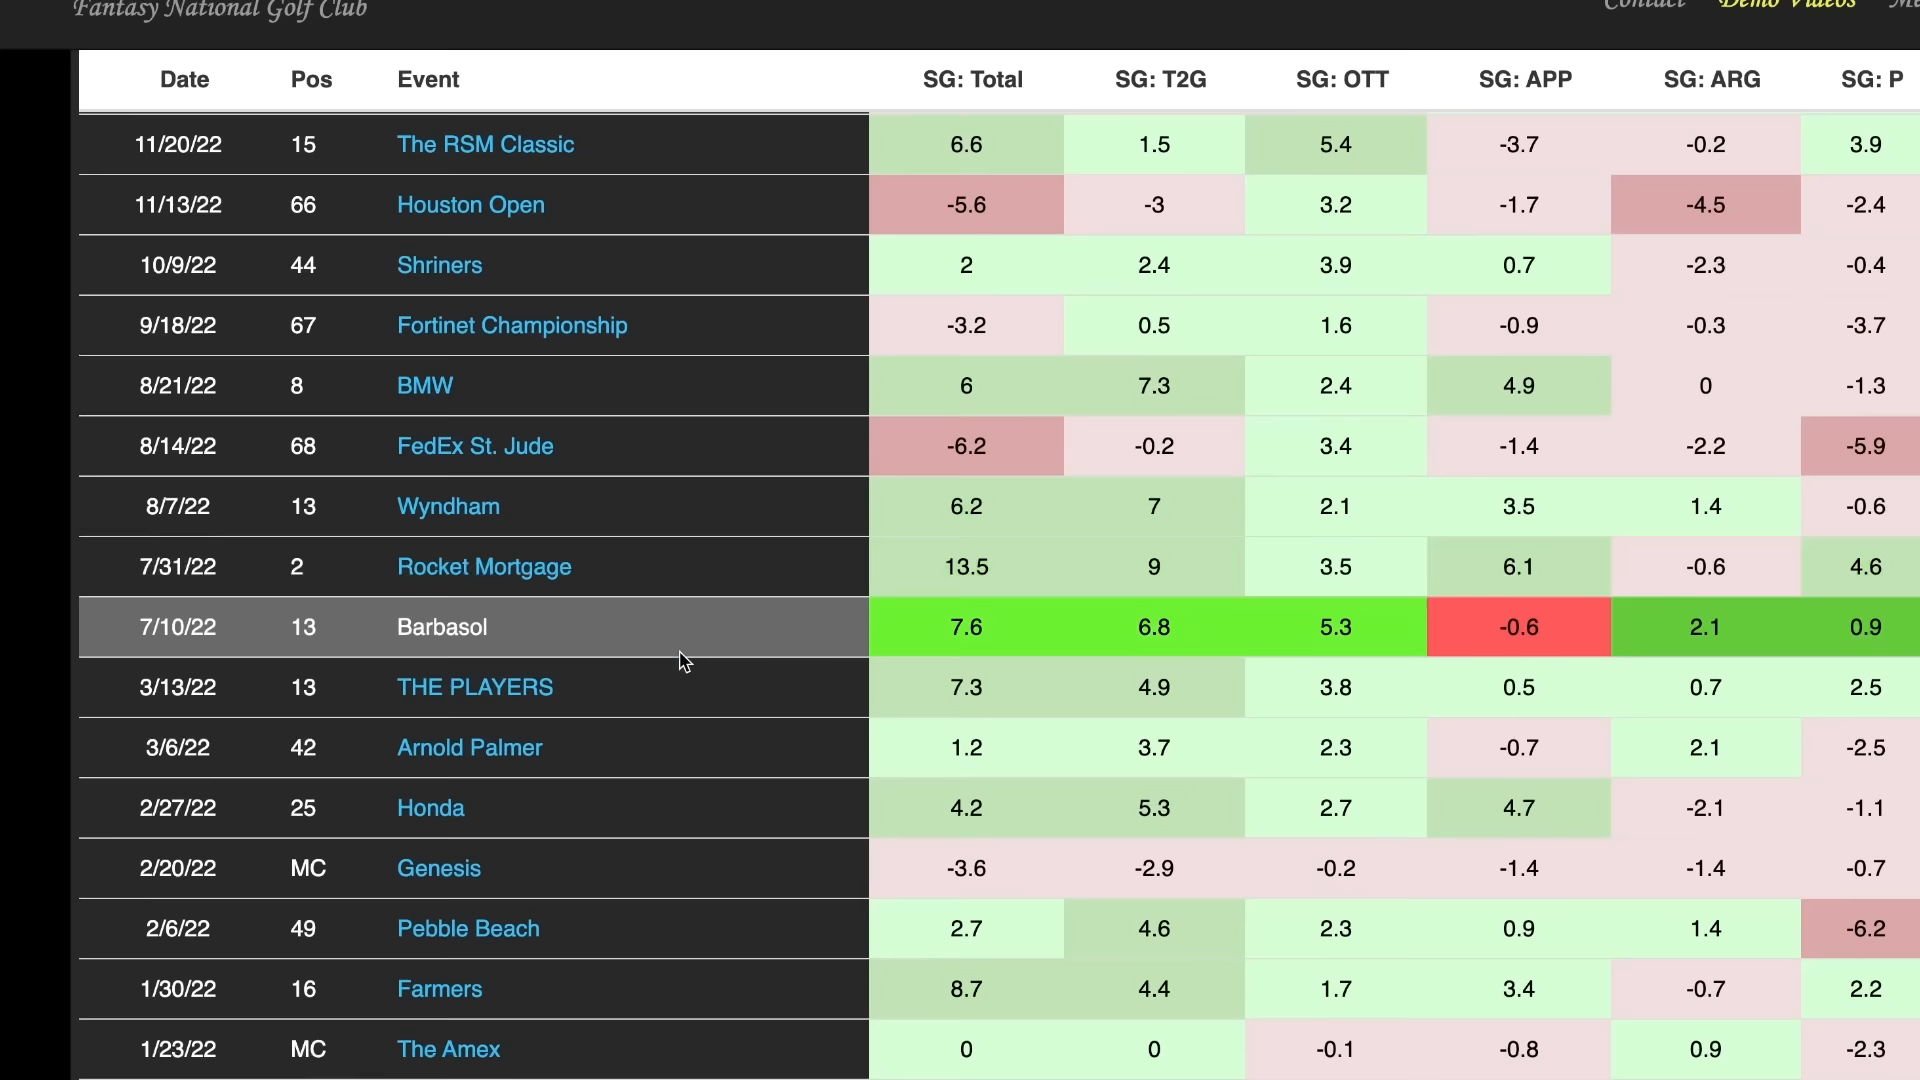 Fantasy National Golf Club Contact Demo Videos
Date Pos Event SG: Total SG: T2G SG: OTT SG: APP SG: ARG SG: P
11/20/22 15 The RSM Classic 6.6 1.5 5.4 -3.7 -0.2 3.9
11/13/22 66 Houston Open -5.6 -3 3.2 -1.7 -4.5 -2.4
10/9/22 44 Shriners 2 2.4 3.9 0.7 -2.3 -0.4
9/18/22 67 Fortinet Championship -3.2 0.5 1.6 -0.9 -0.3 -3.7
8/21/22 8 BMW 6 7.3 2.4 4.9 0 -1.3
8/14/22 68 FedEx St. Jude -6.2 -0.2 3.4 -1.4 -2.2 -5.9
8/7/22 13 Wyndham 6.2 7 2.1 3.5 1.4 -0.6
7/31/22 2 Rocket Mortgage 13.5 9 3.5 6.1 -0.6 4.6
7/10/22 13 Barbasol 7.6 6.8 5.3 -0.6 2.1 0.9
3/13/22 13 THE PLAYERS 7.3 4.9 3.8 0.5 0.7 2.5
3/6/22 42 Arnold Palmer 1.2 3.7 2.3 -0.7 2.1 -2.5
2/27/22 25 Honda 4.2 5.3 2.7 4.7 -2.1 -1.1
2/20/22 MC Genesis -3.6 -2.9 -0.2 -1.4 -1.4 -0.7
2/6/22 49 Pebble Beach 2.7 4.6 2.3 0.9 1.4 -6.2
1/30/22 16 Farmers 8.7 4.4 1.7 3.4 -0.7 2.2
1/23/22 MC The Amex 0 0 -0.1 -0.8 0.9 -2.3